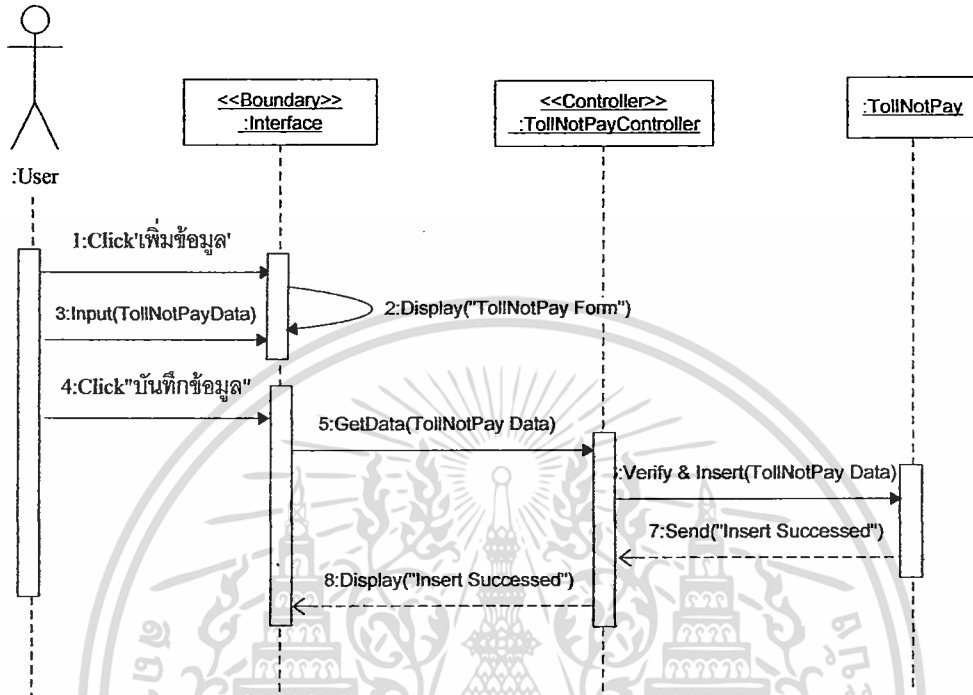 <<Boundary>>
:Interface
<<Controller>>
:TollNotPayController
:TollNotPay
:User
1:Click'เพิ่มข้อมูล'
2:Display("TollNotPay Form")
3:Input(TollNotPayData)
4:Click"บันทึกข้อมูล"
5:GetData(TollNotPay Data)
:Verify & Insert(TollNotPay Data)
7:Send("Insert Successed")
8:Display("Insert Successed")